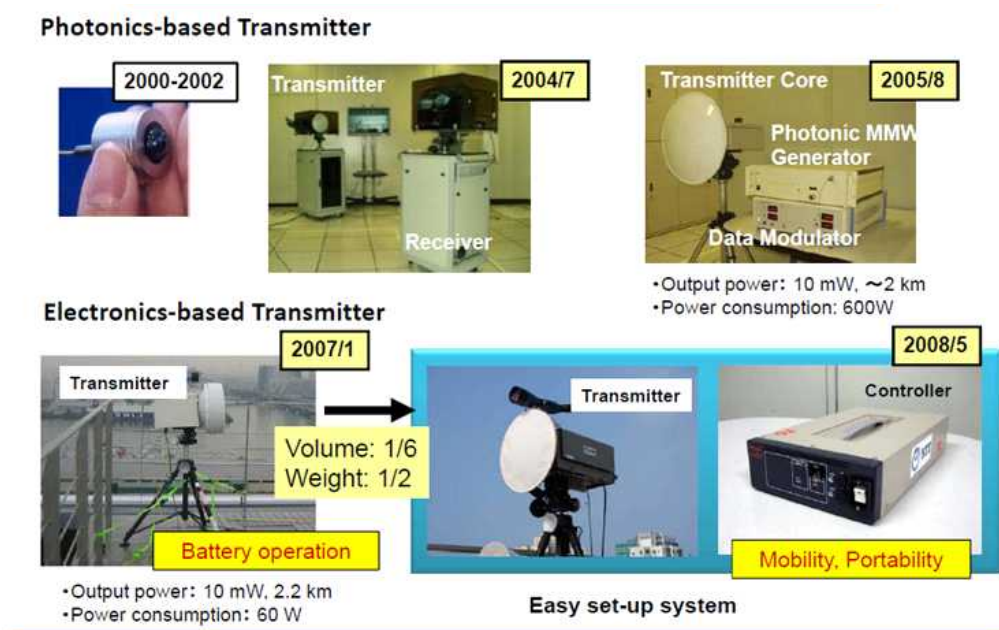 Photonics-based Transmitter
2000-2002
Transmitter
2004/7
Receiver
Transmitter Core
2005/8
Photonic MMW
Generator
Data Modulator
・Output power: 10 mW, ～2 km
・Power consumption: 600W
Electronics-based Transmitter
2007/1
Transmitter
Battery operation
・Output power: 10 mW, 2.2 km
・Power consumption: 60 W
Volume: 1/6
Weight: 1/2
2008/5
Transmitter
Controller
Mobility, Portability
Easy set-up system